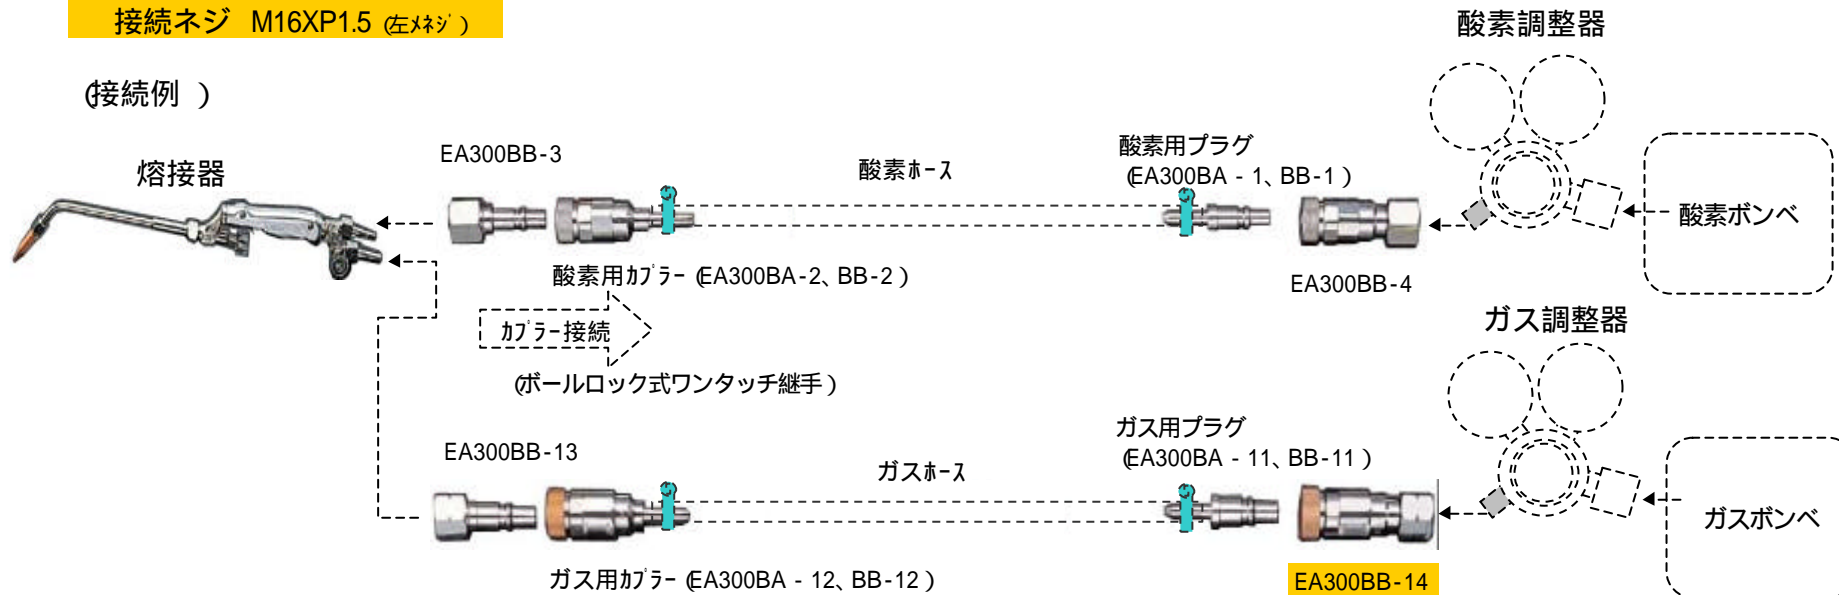 接続ネジ M16XP1.5 (左ﾒﾈｼﾞ)
(接続例 )
酸素調整器
熔接器
EA300BB-3
酸素ﾎｰｽ
酸素用プラグ
(EA300BA - 1、BB-1)
酸素ボンベ
酸素用ｶﾌﾟﾗｰ (EA300BA-2、BB-2)
EA300BB-4
ｶﾌﾟﾗｰ接続
(ボールロック式ワンタッチ継手)
ガス調整器
EA300BB-13
ガスﾎｰｽ
ガス用プラグ
(EA300BA - 11、BB-11)
ガスボンベ
ガス用ｶﾌﾟﾗｰ (EA300BA - 12、BB-12)
EA300BB-14